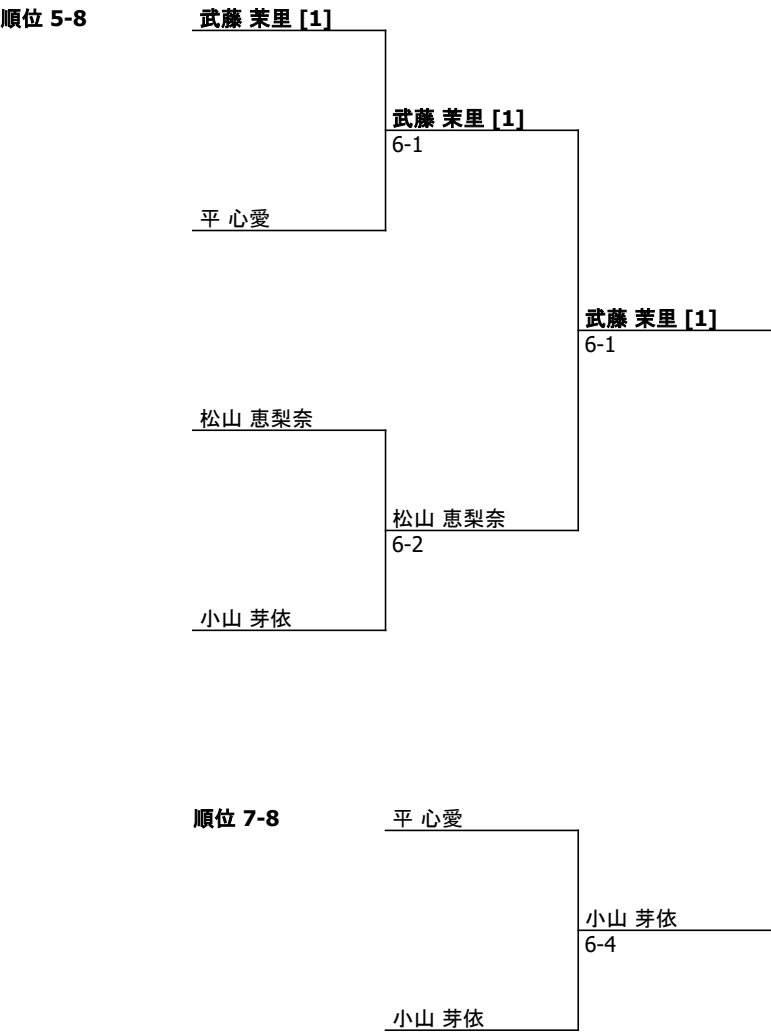 順位 5-8
武藤 茉里 [1]
武藤 茉里 [1]
6-1
平 心愛
武藤 茉里 [1]
6-1
松山 恵梨奈
松山 恵梨奈
6-2
小山 芽依
順位 7-8
平 心愛
小山 芽依
6-4
小山 芽依